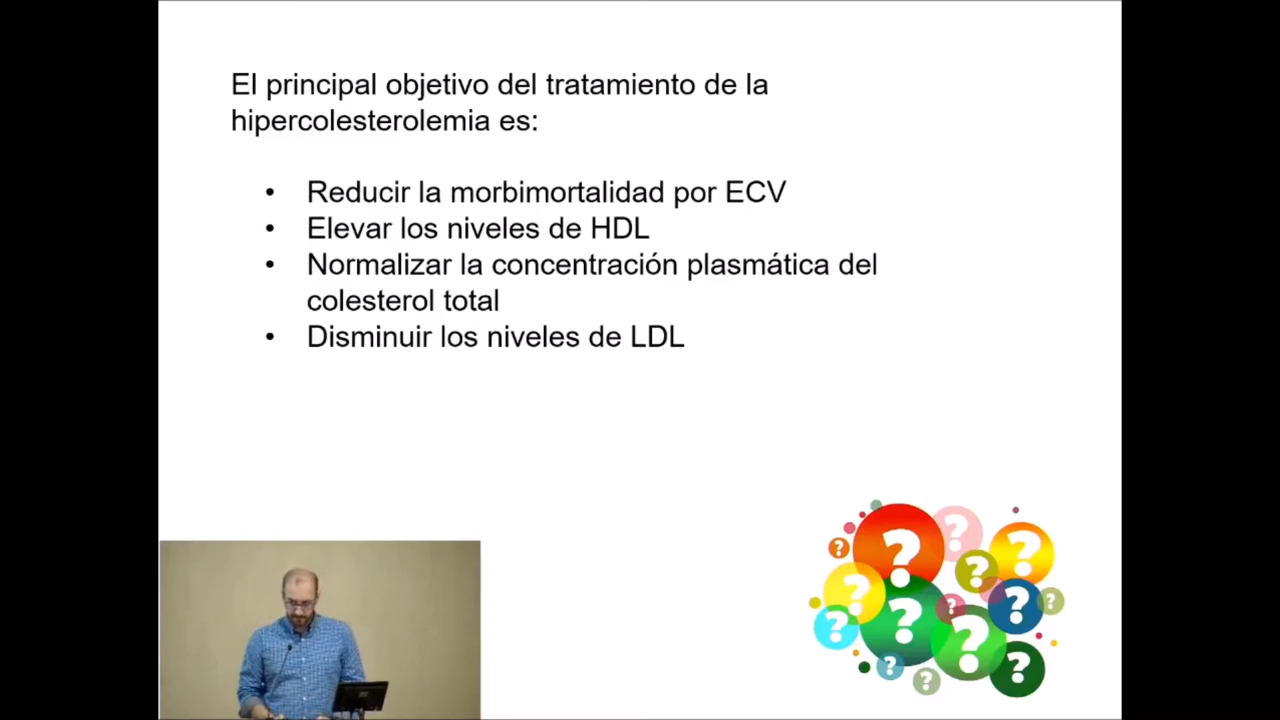 El principal objetivo del tratamiento de la
hipercolesterolemia es:
• Reducir la morbimortalidad por ECV
• Elevar los niveles de HDL
• Normalizar la concentración plasmática del
colesterol total
• Disminuir los niveles de LDL
? ? ? ? ? ? ? ? ? ? ? ? ? ?